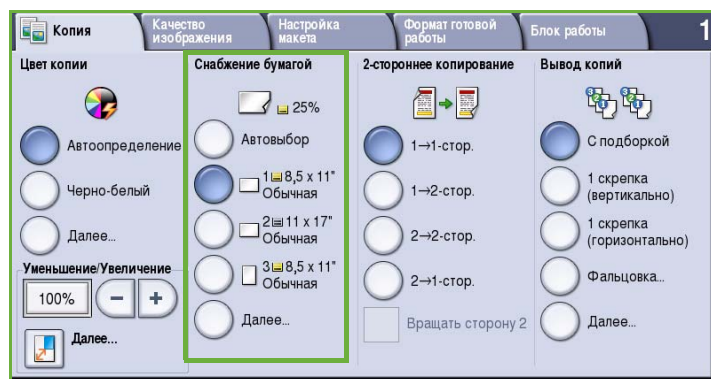 Копия
Качество
изображения
Настройка
макета
Формат готовой
работы
Блок работы
1
Цвет копии
Автоопределение
Черно-белый
Далее...
Уменьшение/Увеличение
100%
Далее...
Снабжение бумагой
25%
Автовыбор
1 8,5 x 11"
Обычная
2 11 x 17"
Обычная
3 8,5 x 11"
Обычная
Далее...
2-стороннее копирование
1→1-стор.
1→2-стор.
2→2-стор.
2→1-стор.
Вращать сторону 2
Вывод копий
С подборкой
1 скрепка
(вертикально)
1 скрепка
(горизонтально)
Фальцовка...
Далее...